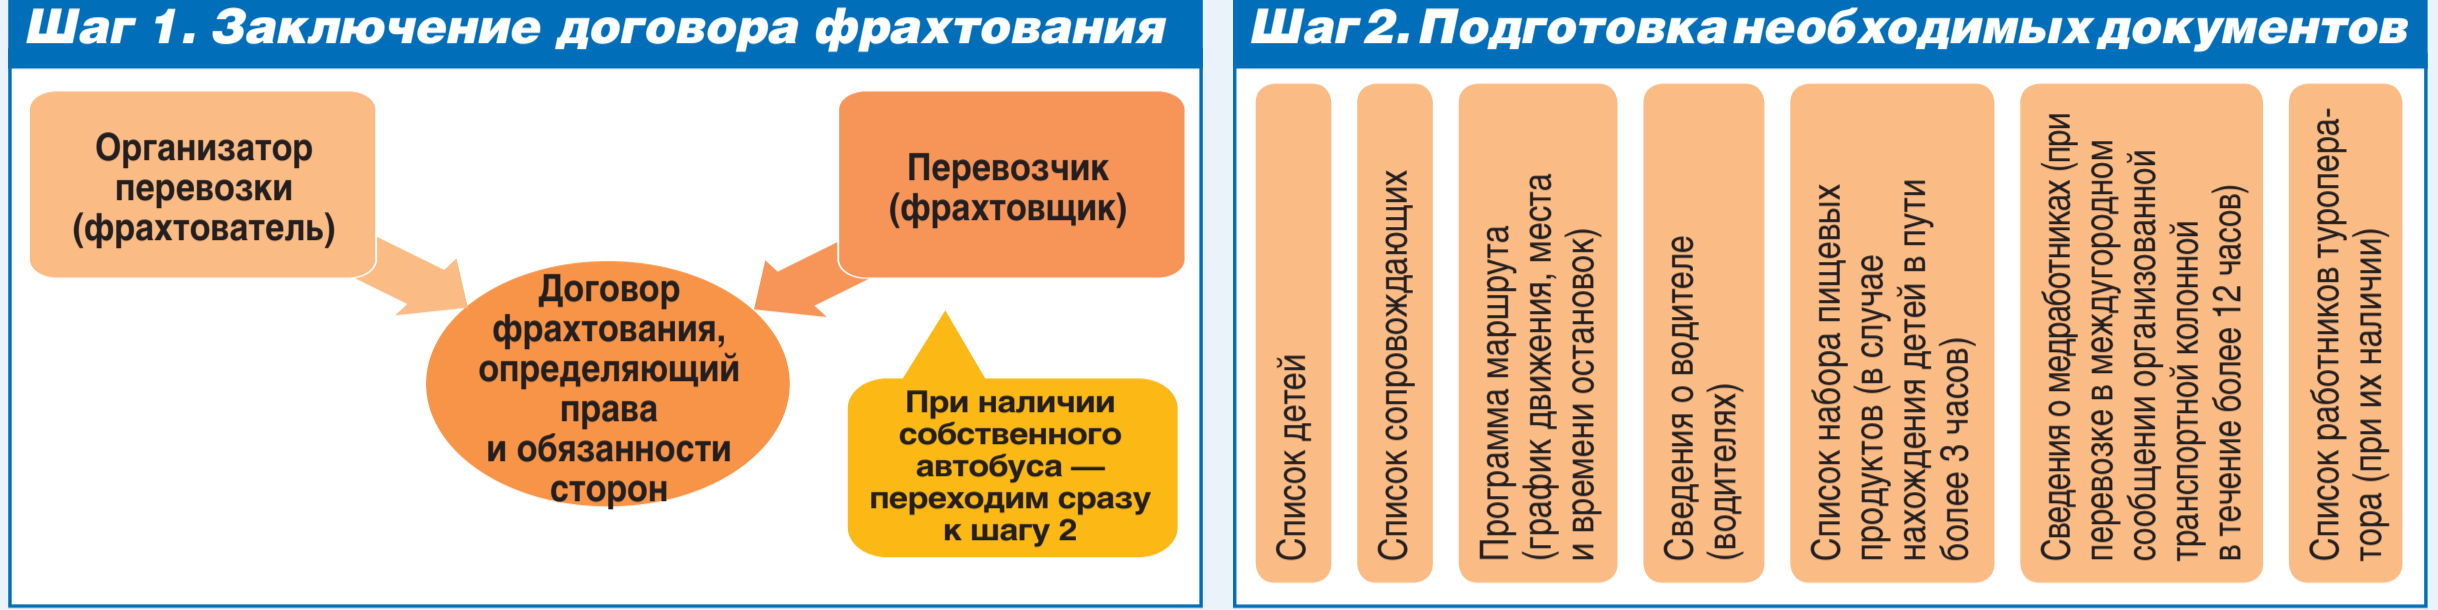 Шаг 1. Заключение договора фрахтования
Организатор
перевозки
(фрахтователь)
Перевозчик
(фрахтовщик)
Договор
фрахтования,
определяющий
права
и обязанности
сторон
При наличии
собственного
автобуса —
переходим сразу
к шагу 2
Шаг 2. Подготовка необходимых документов
Список детей
Список сопровождающих
Программа маршрута
(график движения, места
и времени остановок)
Сведения о водителе
(водителях)
Список набора пищевых
продуктов (в случае
нахождения детей в пути
более 3 часов)
Сведения о медработниках (при
перевозке в междугородном
сообщении организованной
транспортной колонной
в течение более 12 часов)
Список работников туропера-
тора (при их наличии)